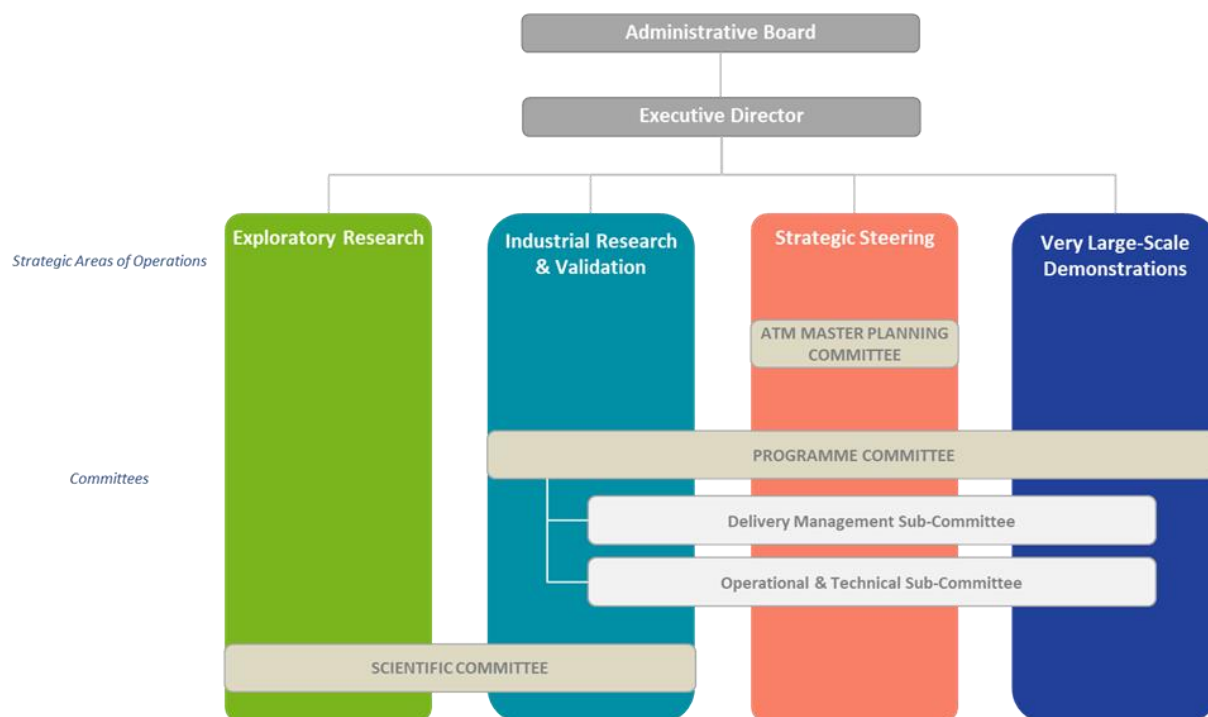 Administrative Board
Executive Director
Exploratory Research
Industrial Research
& Validation
Strategic Steering
Very Large-Scale
Demonstrations
Strategic Areas of Operations
ATM MASTER PLANNING
COMMITTEE
PROGRAMME COMMITTEE
Committees
Delivery Management Sub-Committee
Operational & Technical Sub-Committee
SCIENTIFIC COMMITTEE